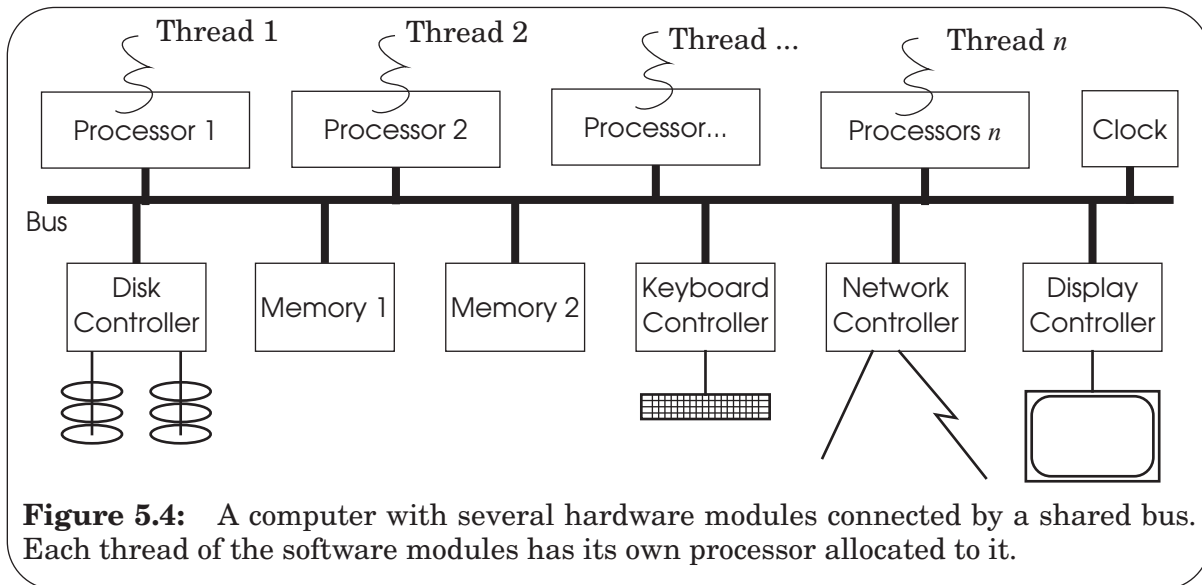 Thread 1
Thread 2
Thread ...
Thread n
Processor 1
Processor 2
Processor...
Processors n
Clock
Bus
Disk
Controller
Memory 1
Memory 2
Keyboard
Controller
Network
Controller
Display
Controller
Figure 5.4: A computer with several hardware modules connected by a shared bus.
Each thread of the software modules has its own processor allocated to it.